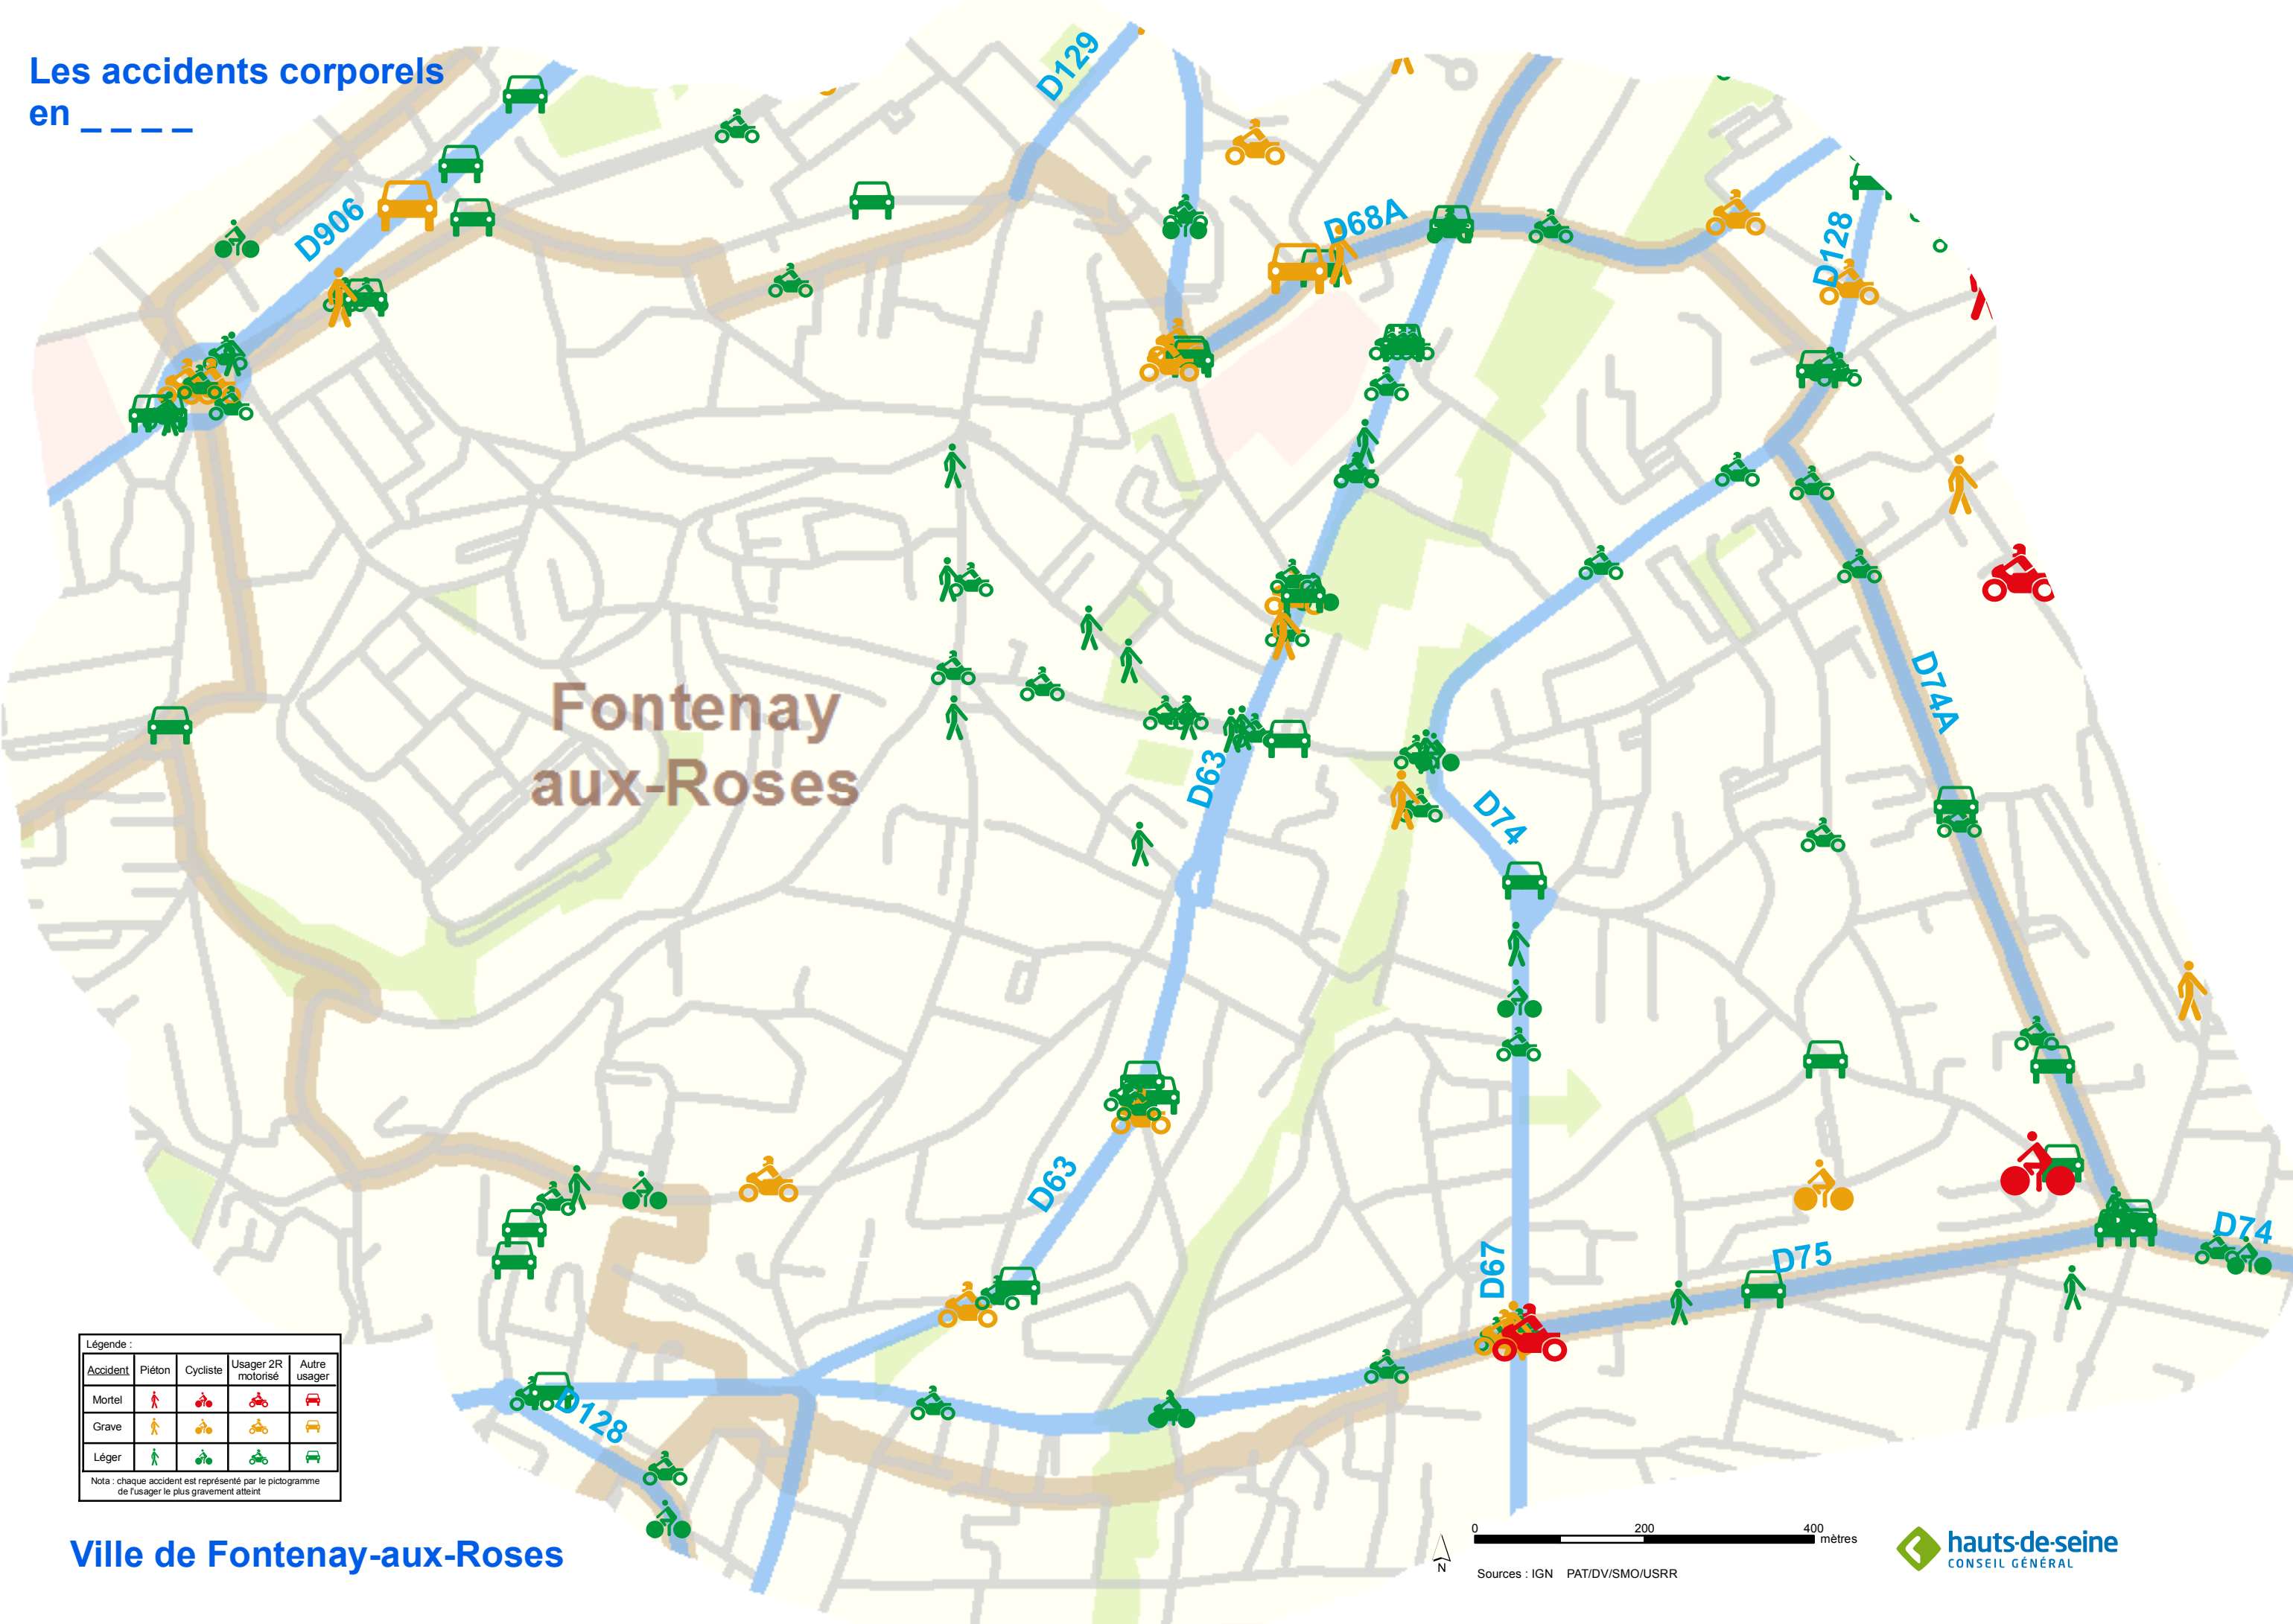 Les accidents corporels
en _ _ _ _
D129
D906
D68A
D128
Fontenay
aux-Roses
D63
D74
D74A
D63
D67
D75
D74
D128
Légende :
Accident Piéton Cycliste Usager 2R motorisé Autre usager
Mortel
Grave
Léger
Nota : chaque accident est représenté par le pictogramme
de l'usager le plus gravement atteint
Ville de Fontenay-aux-Roses
0 200 400
mètres
N
Sources : IGN PAT/DV/SMO/USRR
hauts-de-seine
CONSEIL GÉNÉRAL